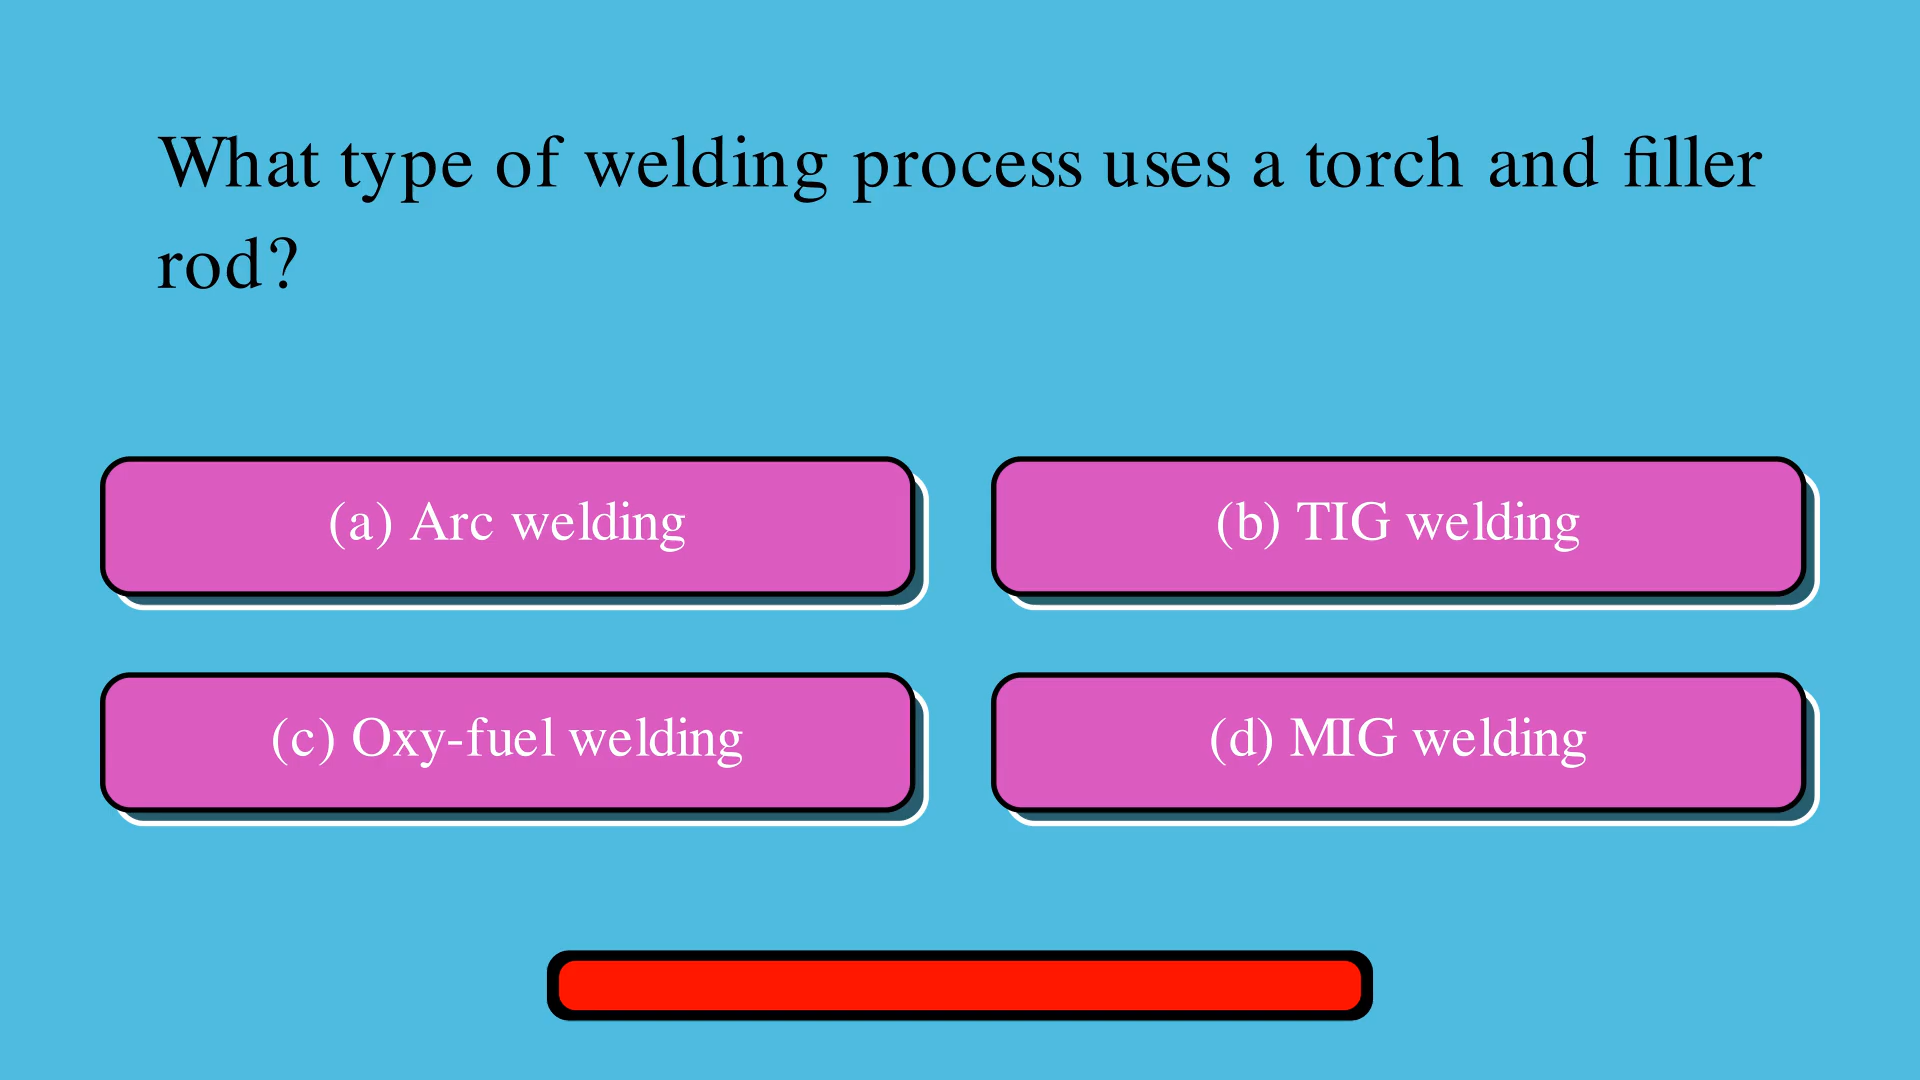 What type of welding process uses a torch and filler
rod?
(a) Arc welding
(b) TIG welding
(c) Oxy-fuel welding
(d) MIG welding